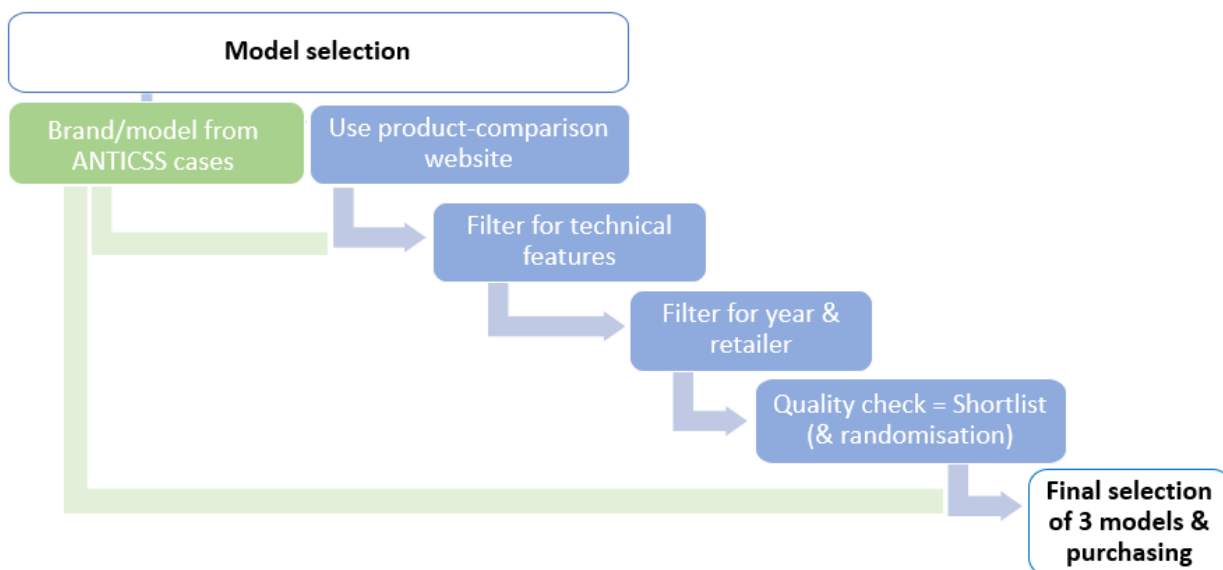 Model selection
Brand/model from
ANTICSS cases
Use product-comparison
website
Filter for technical
features
Filter for year &
retailer
Quality check = Shortlist
(& randomisation)
Final selection
of 3 models &
purchasing